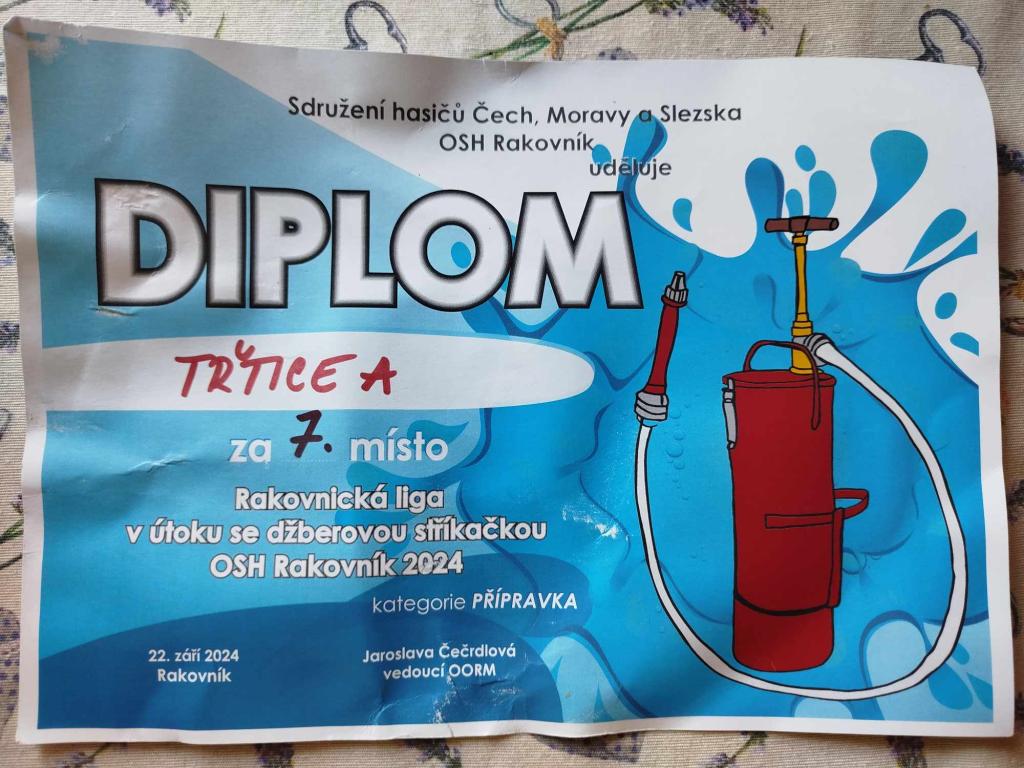 Sdružení hasičů Čech, Moravy a Slezska
OSH Rakovník
uděluje
DIPLOM
TŘTICE A
za 7. místo
Rakovnická liga
v útoku se džberovou stříkačkou
OSH Rakovník 2024
kategorie PŘÍPRAVKA
22. září 2024
Rakovník
Jaroslava Čečrdlová
vedoucí OORM